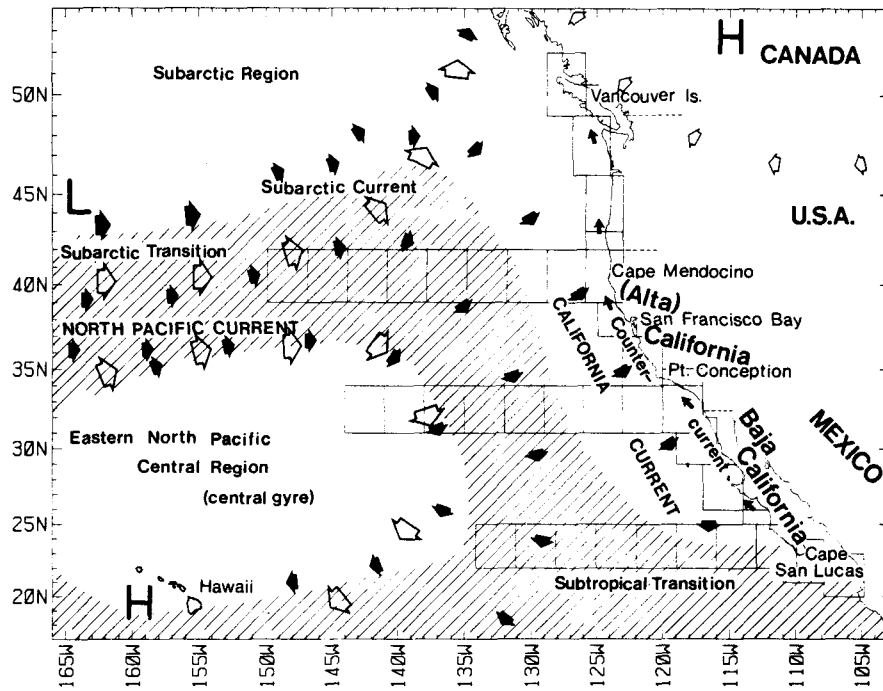 H
CANADA
Subarctic Region
50N
Vancouver Is.
Subarctic Current
45N
L
U.S.A.
Subarctic Transition
Cape Mendocino
40N
(Alta)
NORTH PACIFIC CURRENT
San Francisco Bay
California
CALIFORNIA
Counter-
35N
Pt. Conception
Eastern North Pacific
30N
Central Region
(central gyre)
CURRENT
current
Baja
California
MEXICO
25N
Cape
San Lucas
Hawaii
H
Subtropical Transition
20N
165W
160W
155W
150W
145W
140W
135W
130W
125W
120W
115W
110W
105W